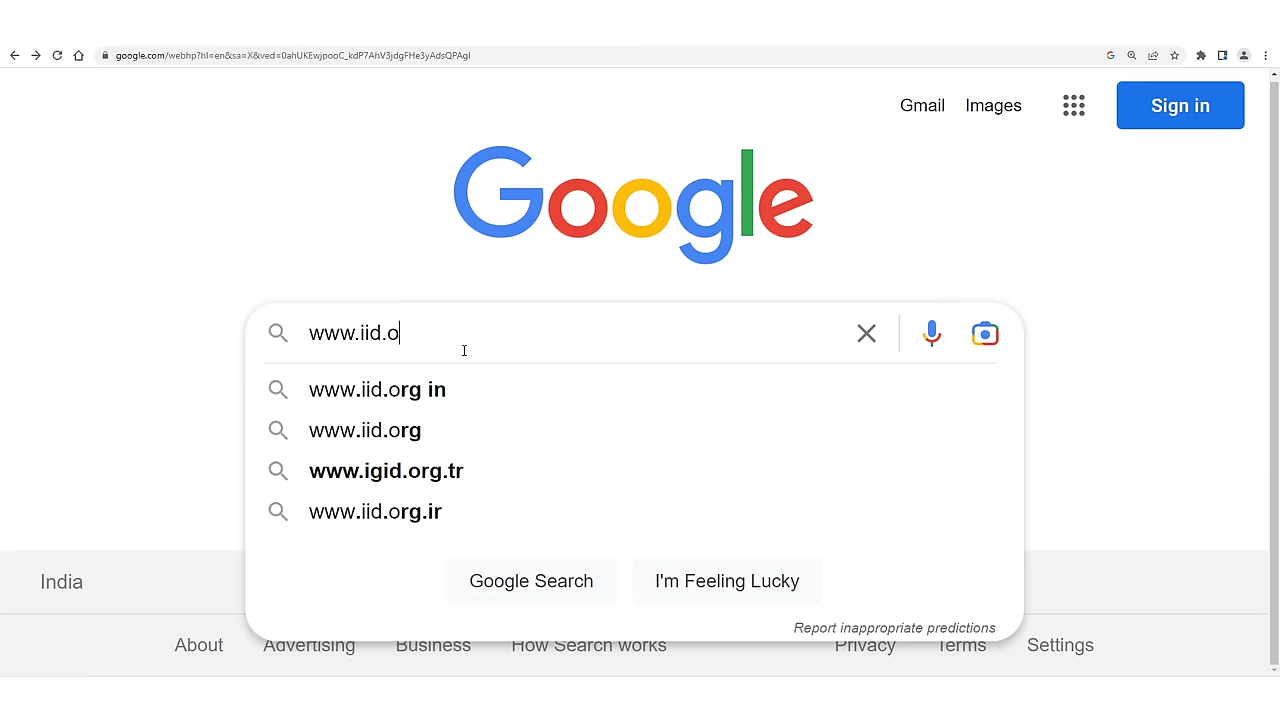 google.com/webhp?hl=en&sa=X&ved=0ahUKEwjpooC_kdP7AhV3jdgFHe3yAdsQPAgI
Gmail Images Sign in
Google
www.iid.o
www.iid.org in
www.iid.org
www.igid.org.tr
www.iid.org.ir
Google Search I'm Feeling Lucky
India
Report inappropriate predictions
About Advertising Business How Search works Privacy Terms Settings